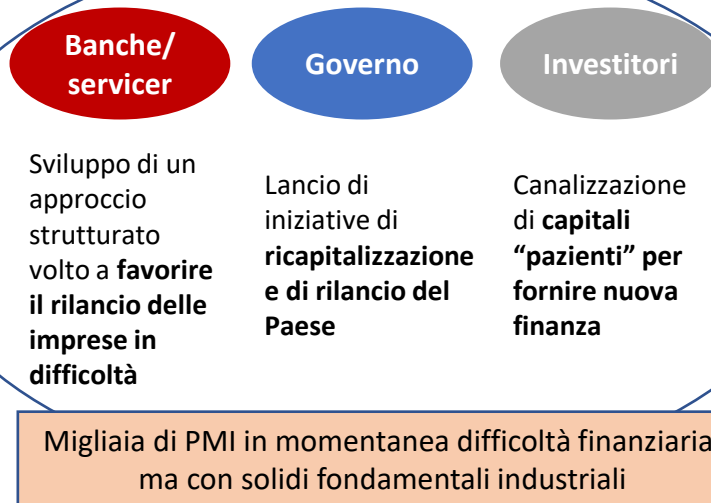 Banche/
servicer
Governo
Investitori
Sviluppo di un
approccio
strutturato
volto a favorire
il rilancio delle
imprese in
difficoltà
Lancio di
iniziative di
ricapitalizzazione
e di rilancio del
Paese
Canalizzazione
di capitali
“pazienti” per
fornire nuova
finanza
Migliaia di PMI in momentanea difficoltà finanziaria
ma con solidi fondamentali industriali